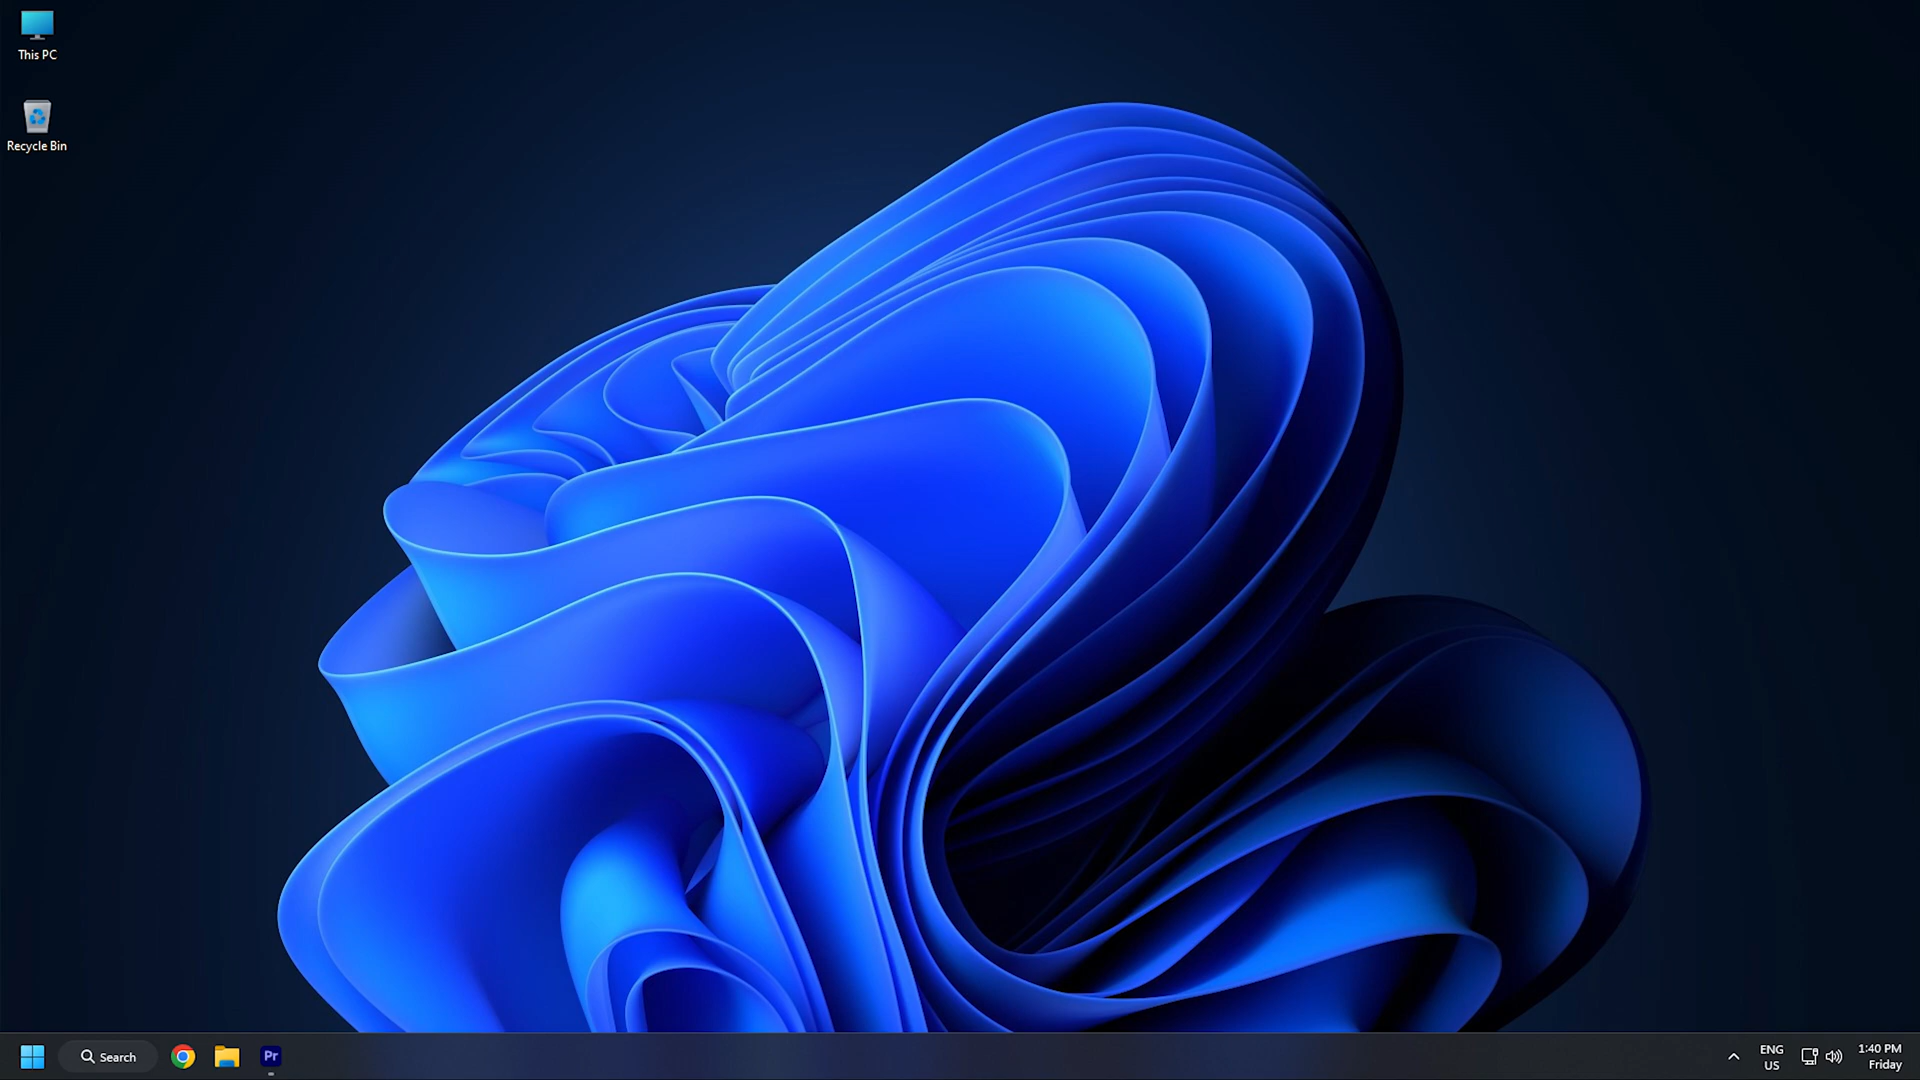 This PC
Recycle Bin
Search
Pr
ENG
US
1:40 PM
Friday